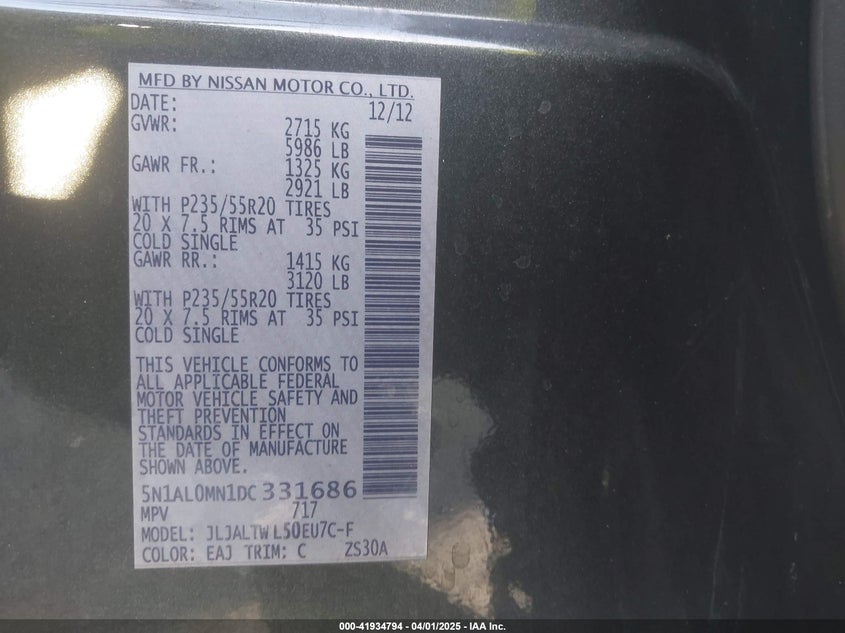 MFD BY NISSAN MOTOR CO., LTD.
DATE: 12/12
GVWR: 2715 KG
5986 LB
GAWR FR.: 1325 KG
2921 LB
WITH P235/55R20 TIRES
20 X 7.5 RIMS AT 35 PSI
COLD SINGLE
GAWR RR.: 1415 KG
3120 LB
WITH P235/55R20 TIRES
20 X 7.5 RIMS AT 35 PSI
COLD SINGLE
THIS VEHICLE CONFORMS TO
ALL APPLICABLE FEDERAL
MOTOR VEHICLE SAFETY AND
THEFT PREVENTION
STANDARDS IN EFFECT ON
THE DATE OF MANUFACTURE
SHOWN ABOVE.
5N1AL0MN1DC331686
MPV 717
MODEL: JLJALTWL50EU7C-F
COLOR: EAJ TRIM: C ZS30A
000-41934794 - 04/01/2025 - IAA Inc.